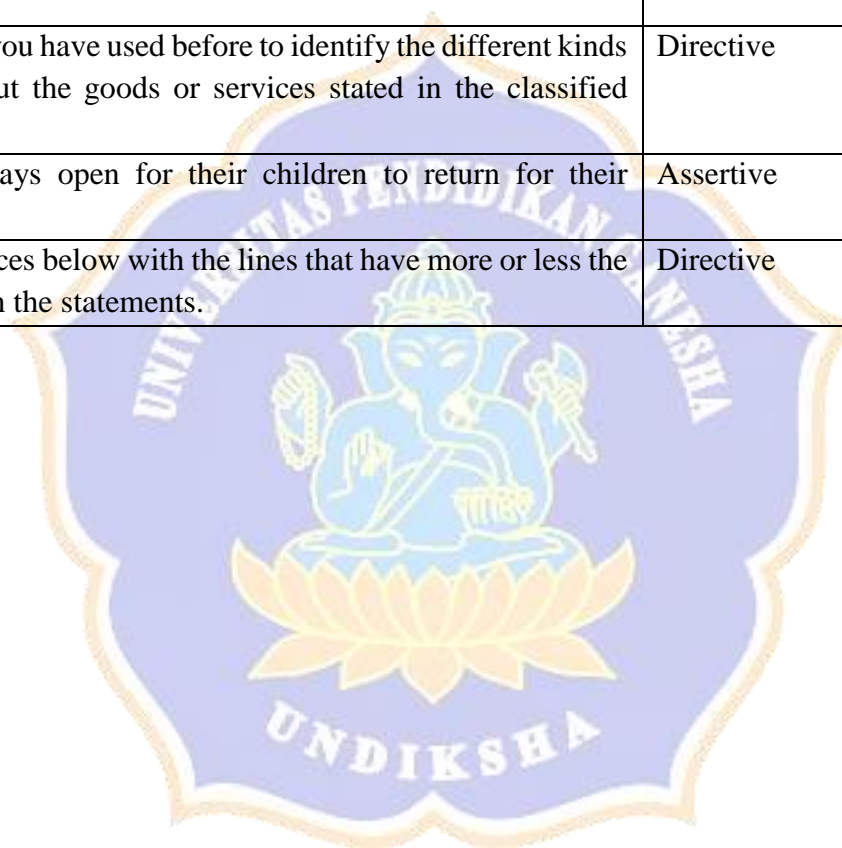 you have used before to identify the different kinds Directive
ut the goods or services stated in the classified
ays open for their children to return for their Assertive
ces below with the lines that have more or less the Directive
n the statements.
UNIVERSITAS PENDIDIKAN GANESHA
UNDIKSHA